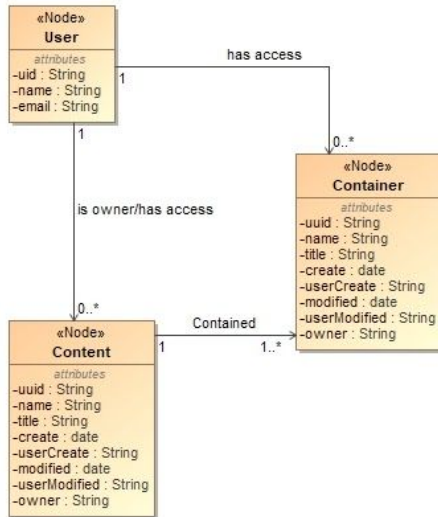 «Node»
User
attributes
-uid : String
-name : String
-email : String
1
has access
0..*
1
is owner/has access
0..*
«Node»
Container
attributes
-uuid : String
-name : String
-title : String
-create : date
-userCreate : String
-modified : date
-userModified : String
-owner : String
«Node»
Content
attributes
-uuid : String
-name : String
-title : String
-create : date
-userCreate : String
-modified : date
-userModified : String
-owner : String
Contained
1
1..*